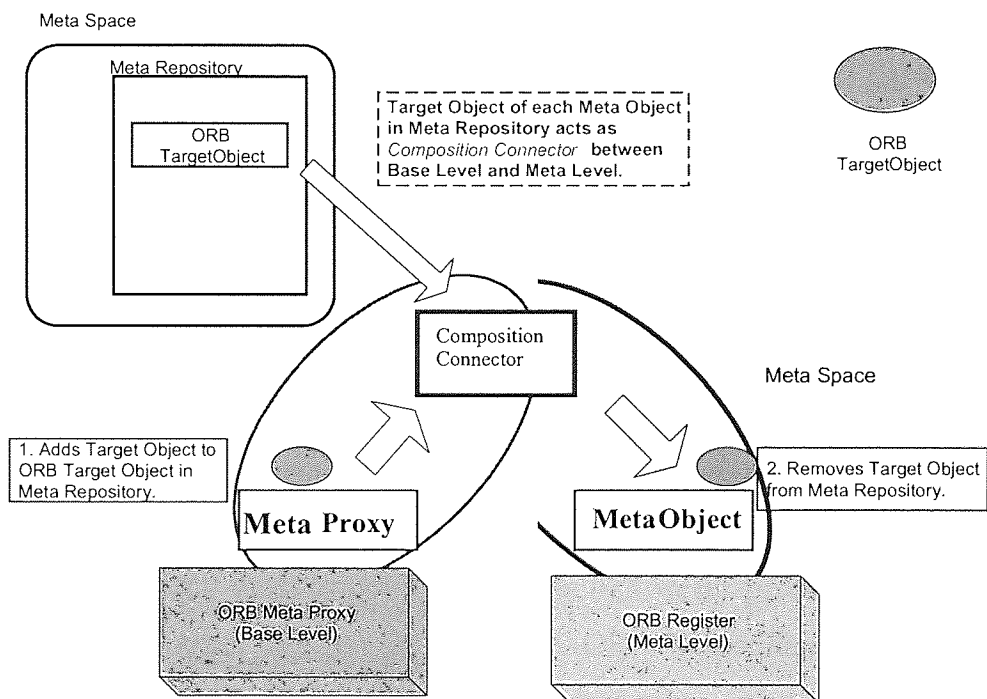 Meta Space
Meta Repository
ORB
TargetObject
Target Object of each Meta Object
in Meta Repository acts as
Composition Connector between
Base Level and Meta Level.
ORB
TargetObject
Composition
Connector
Meta Space
1. Adds Target Object to
ORB Target Object in
Meta Repository.
2. Removes Target Object
from Meta Repository.
Meta Proxy
MetaObject
ORB Meta Proxy
(Base Level)
ORB Register
(Meta Level)